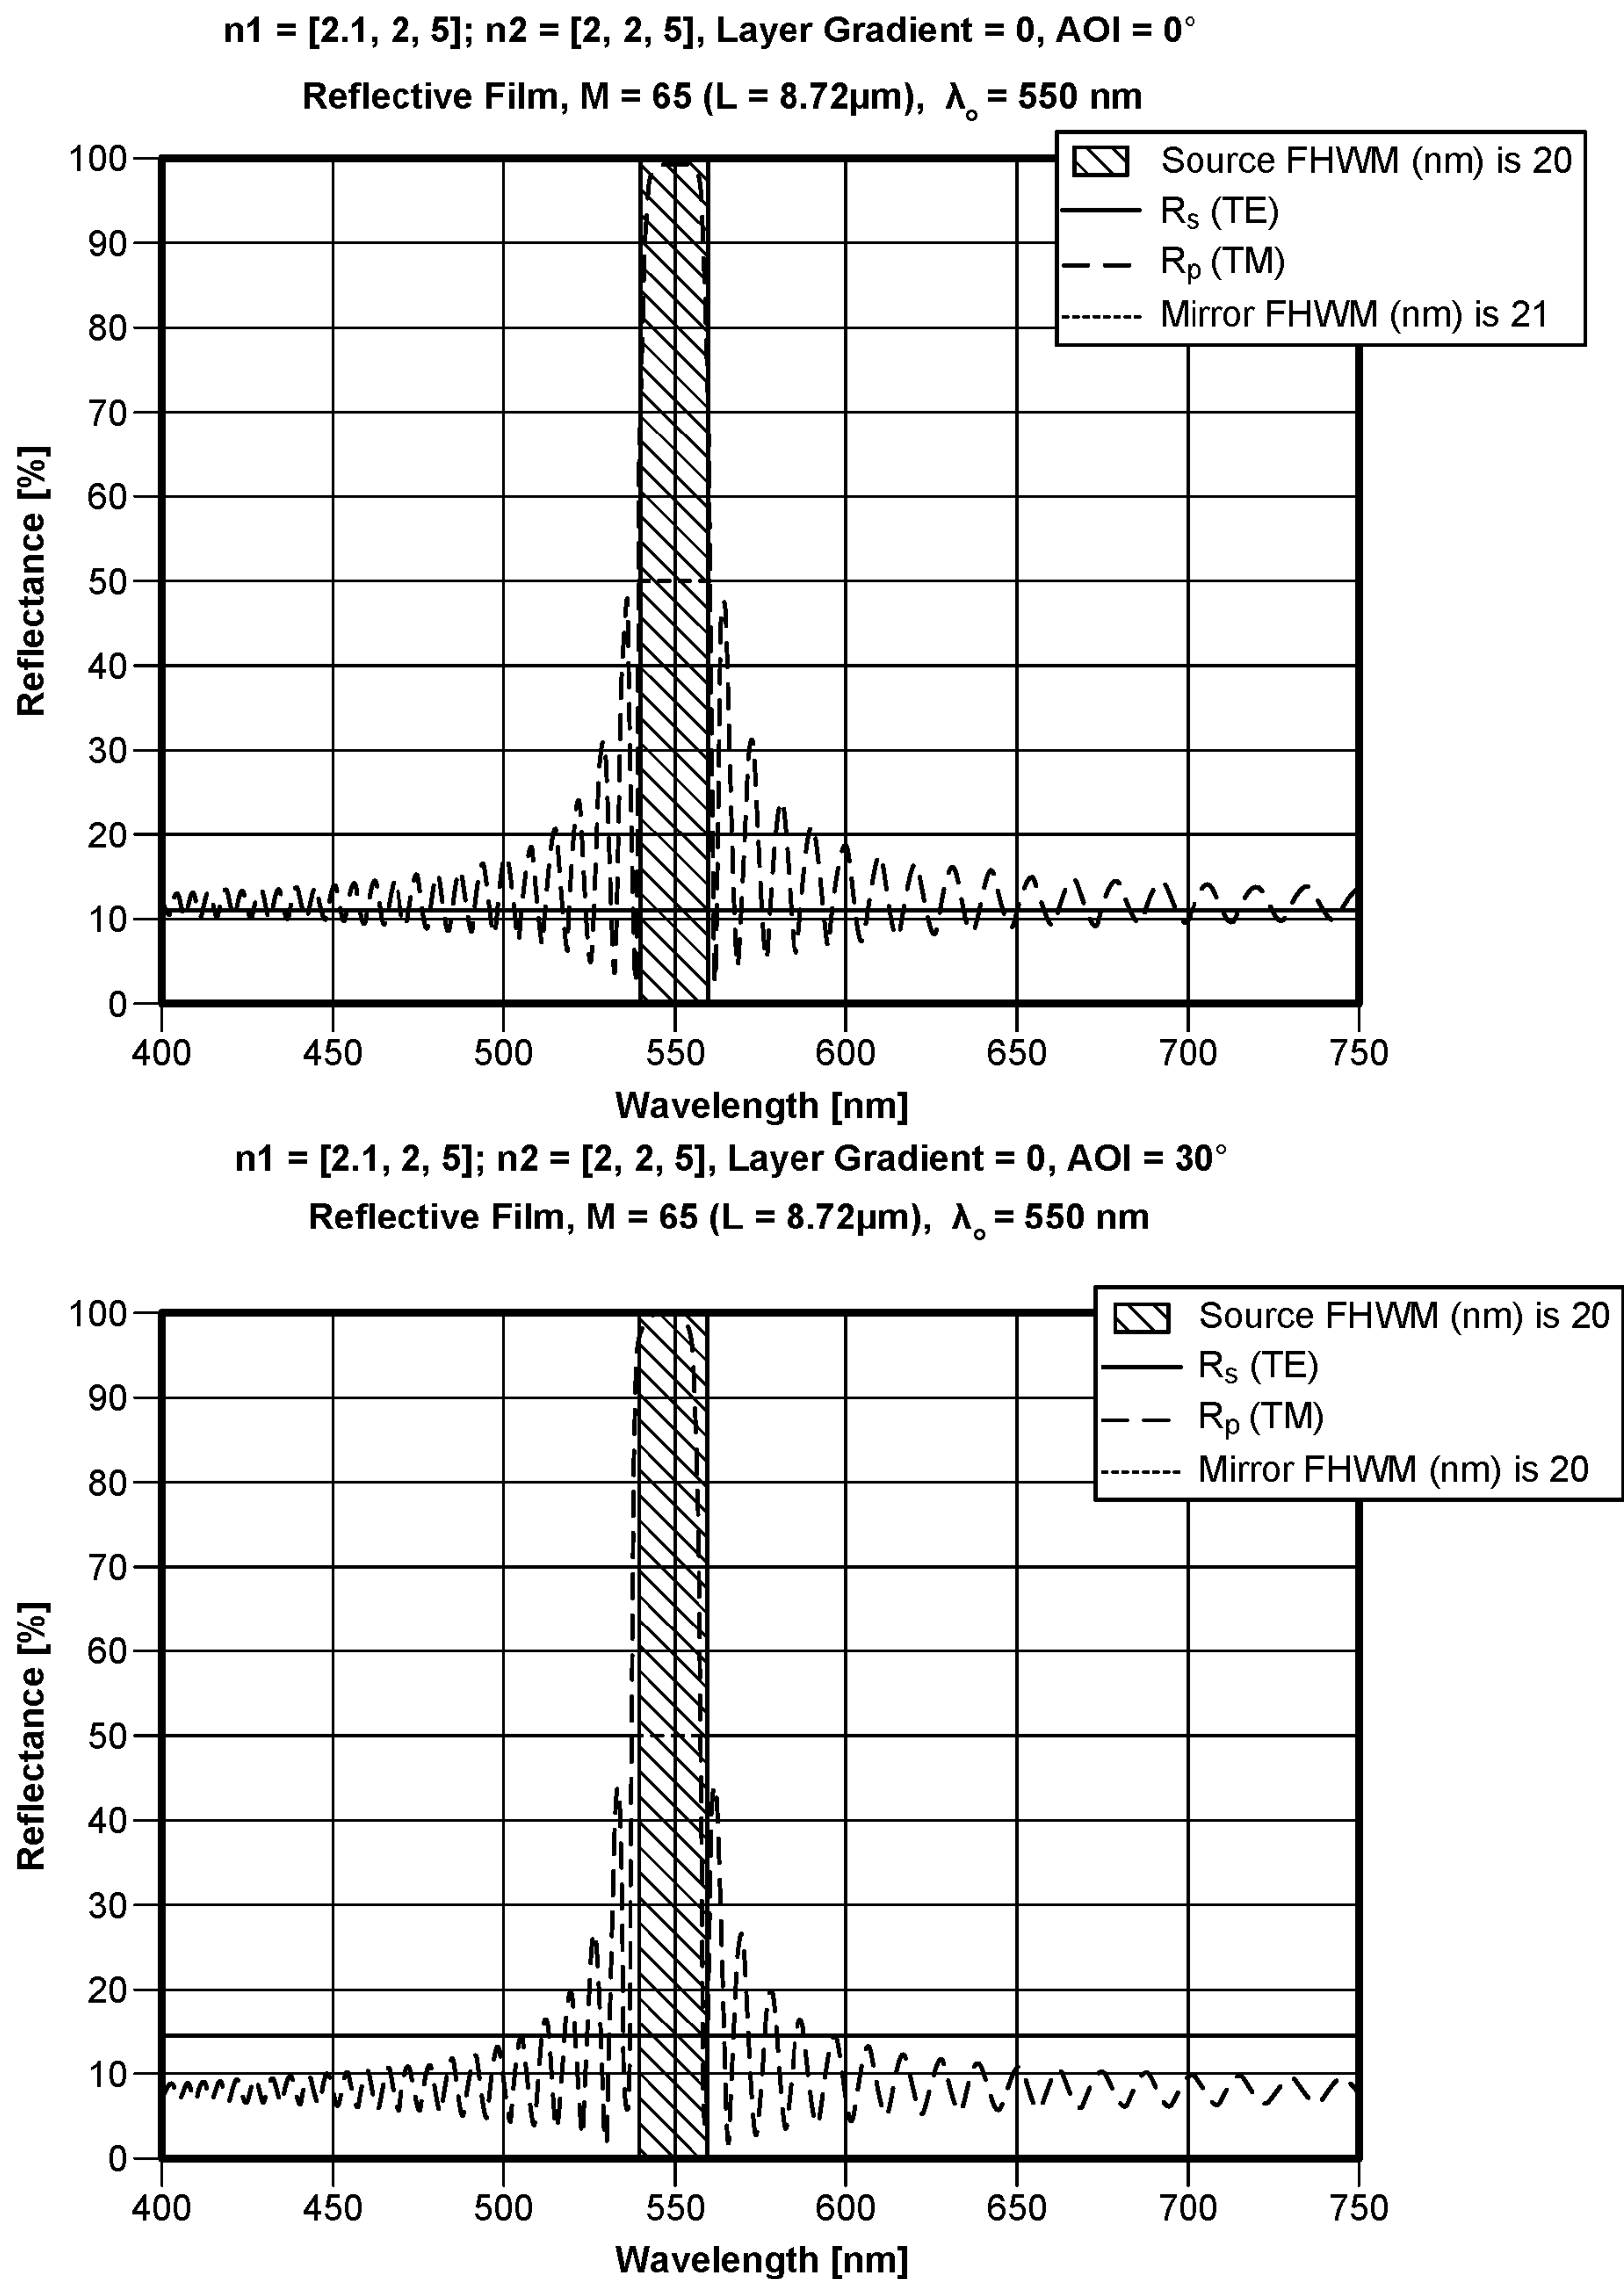 n1 = [2.1, 2, 5]; n2 = [2, 2, 5], Layer Gradient = 0, AOI = 0°
Reflective Film, M = 65 (L = 8.72µm), λo = 550 nm
Source FHWM (nm) is 20
Rs (TE)
Rp (TM)
Mirror FHWM (nm) is 21
Reflectance [%]
100
90
80
70
60
50
40
30
20
10
0
400 450 500 550 600 650 700 750
Wavelength [nm]
n1 = [2.1, 2, 5]; n2 = [2, 2, 5], Layer Gradient = 0, AOI = 30°
Reflective Film, M = 65 (L = 8.72µm), λo = 550 nm
Source FHWM (nm) is 20
Rs (TE)
Rp (TM)
Mirror FHWM (nm) is 20
Reflectance [%]
100
90
80
70
60
50
40
30
20
10
0
400 450 500 550 600 650 700 750
Wavelength [nm]